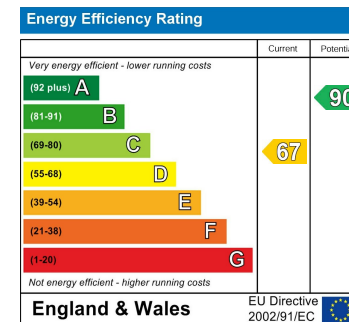 Energy Efficiency Rating
Current Potentia
Very energy efficient - lower running costs
(92 plus) A
(81-91) B
(69-80) C
(55-68) D
(39-54) E
(21-38) F
(1-20) G
67
90
Not energy efficient - higher running costs
England & Wales
EU Directive
2002/91/EC